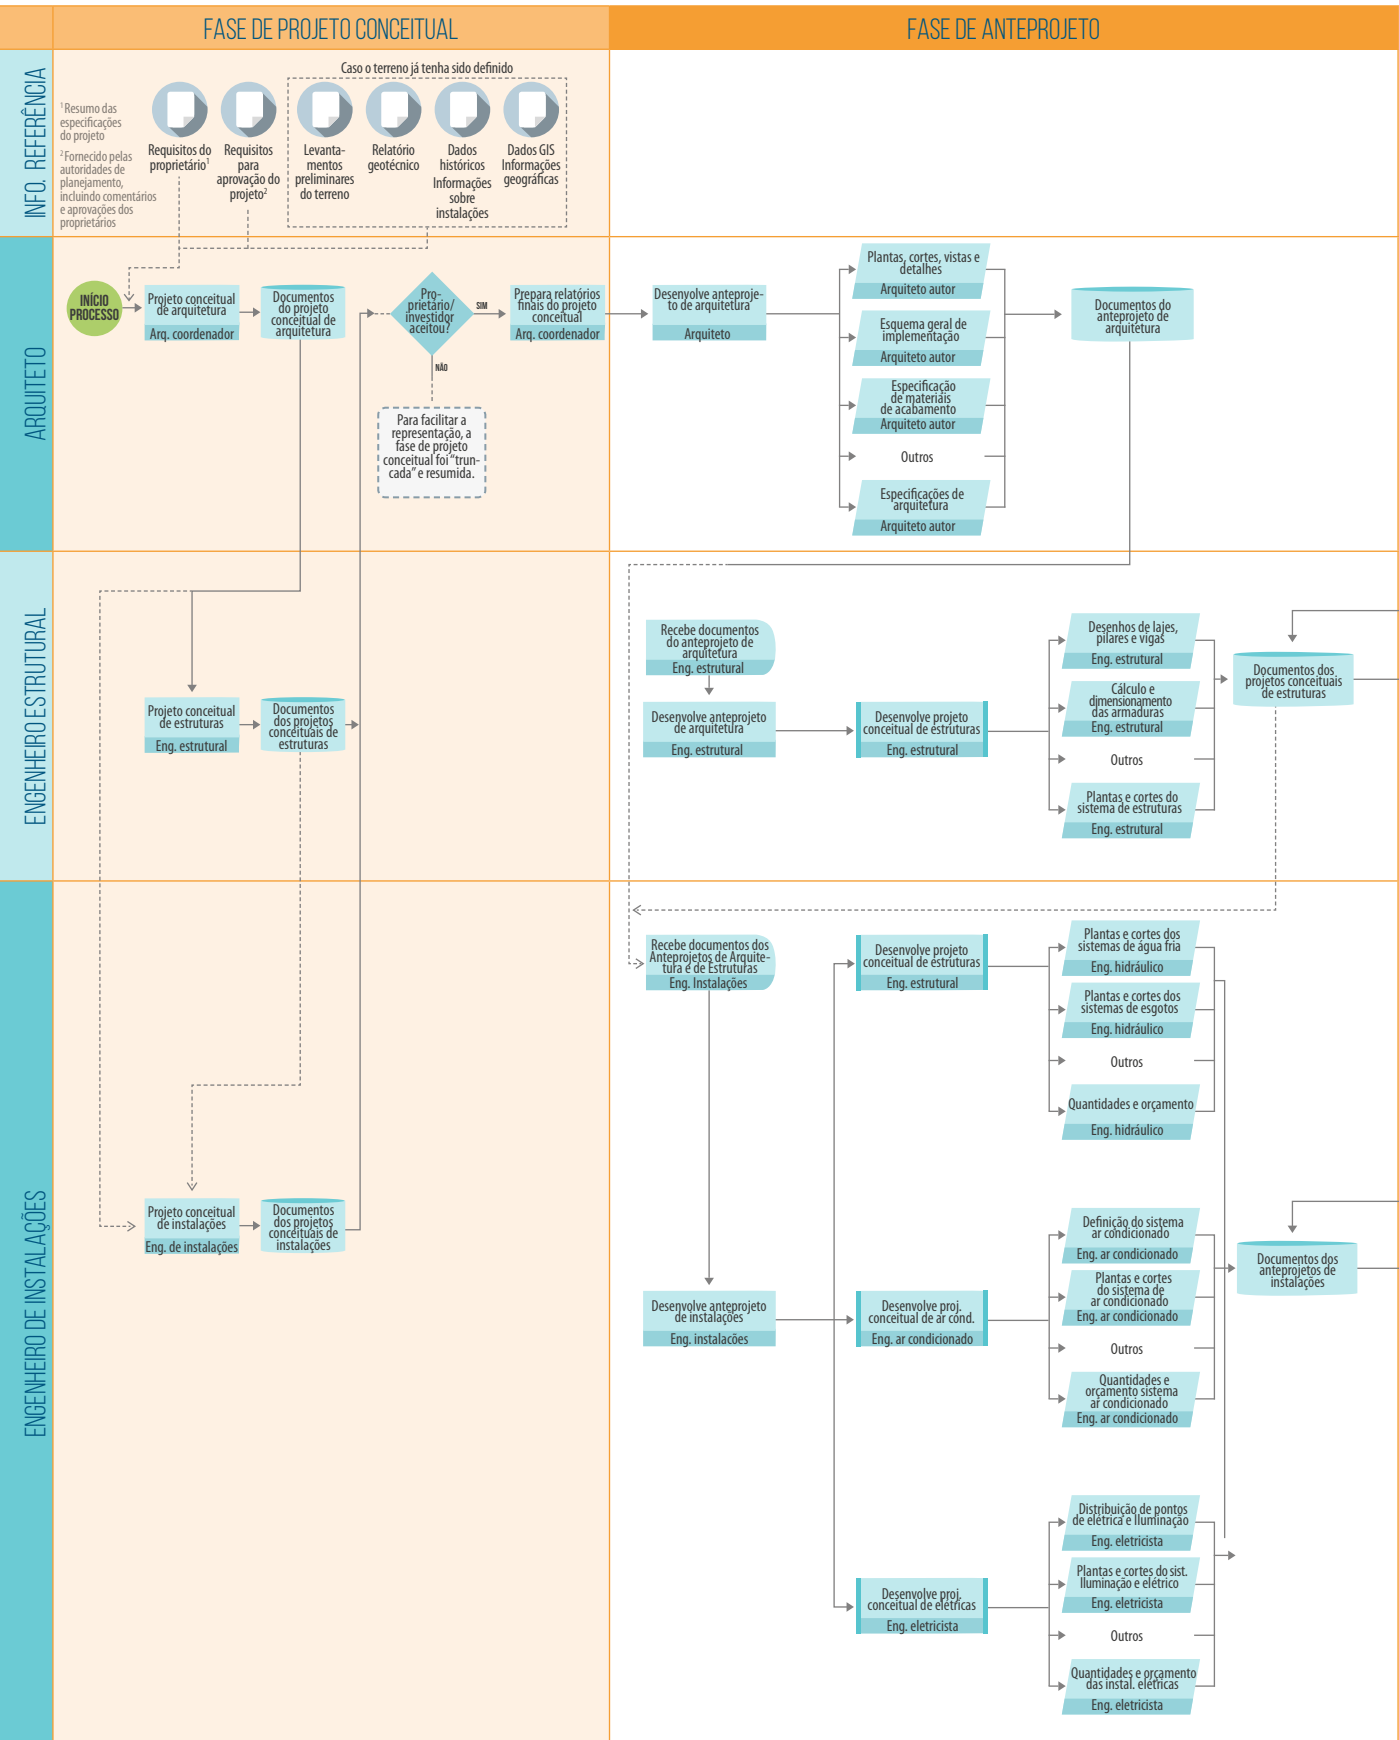 FASE DE PROJETO CONCEITUAL
FASE DE ANTEPROJETO
INFO. REFERÊNCIA
¹ Resumo das
especificações
do projeto
² Fornecido pelas
autoridades de
planejamento,
incluindo comentários
e aprovações dos
proprietários
Caso o terreno já tenha sido definido
Requisitos do
proprietário¹
Requisitos
para
aprovação do
projeto²
Levanta-
mentos
preliminares
do terreno
Relatório
geotécnico
Dados
históricos
Informações
sobre
instalações
Dados GIS
Informações
geográficas
ARQUITETO
INÍCIO
PROCESSO
Projeto conceitual
de arquitetura
Arq. coordenador
Documentos
do projeto
conceitual de
arquitetura
Pro-
prietário/
investidor
aceitou?
SIM
NÃO
Para facilitar a
representação, a
fase de projeto
conceitual foi “trun-
cada” e resumida.
Prepara relatórios
finais do projeto
conceitual
Arq. coordenador
Desenvolve anteproje-
to de arquitetura
Arquiteto
Plantas, cortes, vistas e
detalhes
Arquiteto autor
Esquema geral de
implementação
Arquiteto autor
Especificação
de materiais
de acabamento
Arquiteto autor
Outros
Especificações de
arquitetura
Arquiteto autor
Documentos do
anteprojeto de
arquitetura
ENGENHEIRO ESTRUTURAL
Projeto conceitual
de estruturas
Eng. estrutural
Documentos
dos projetos
conceituais de
estruturas
Recebe documentos
do anteprojeto de
arquitetura
Eng. estrutural
Desenvolve anteprojeto
de arquitetura
Eng. estrutural
Desenvolve projeto
conceitual de estruturas
Eng. estrutural
Desenhos de lajes,
pilares e vigas
Eng. estrutural
Cálculo e
dimensionamento
das armaduras
Eng. estrutural
Outros
Plantas e cortes do
sistema de estruturas
Eng. estrutural
Documentos dos
projetos conceituais
de estruturas
ENGENHEIRO DE INSTALAÇÕES
Projeto conceitual
de instalações
Eng. de instalações
Documentos
dos projetos
conceituais de
instalações
Recebe documentos dos
Anteprojetos de Arquite-
tura e de Estruturas
Eng. Instalações
Desenvolve anteprojeto
de instalações
Eng. instalacões
Desenvolve projeto
conceitual de estruturas
Eng. estrutural
Plantas e cortes dos
sistemas de água fria
Eng. hidráulico
Plantas e cortes dos
sistemas de esgotos
Eng. hidráulico
Outros
Quantidades e orçamento
Eng. hidráulico
Desenvolve proj.
conceitual de ar cond.
Eng. ar condicionado
Definição do sistema
ar condicionado
Eng. ar condicionado
Plantas e cortes
do sistema de
ar condicionado
Eng. ar condicionado
Outros
Quantidades e
orçamento sistema
ar condicionado
Eng. ar condicionado
Documentos dos
anteprojetos de
instalações
Desenvolve proj.
conceitual de elétricas
Eng. eletricista
Distribuição de pontos
de elétrica e Iluminação
Eng. eletricista
Plantas e cortes do sist.
Iluminação e elétrico
Eng. eletricista
Outros
Quantidades e orçamento
das instal. elétricas
Eng. eletricista